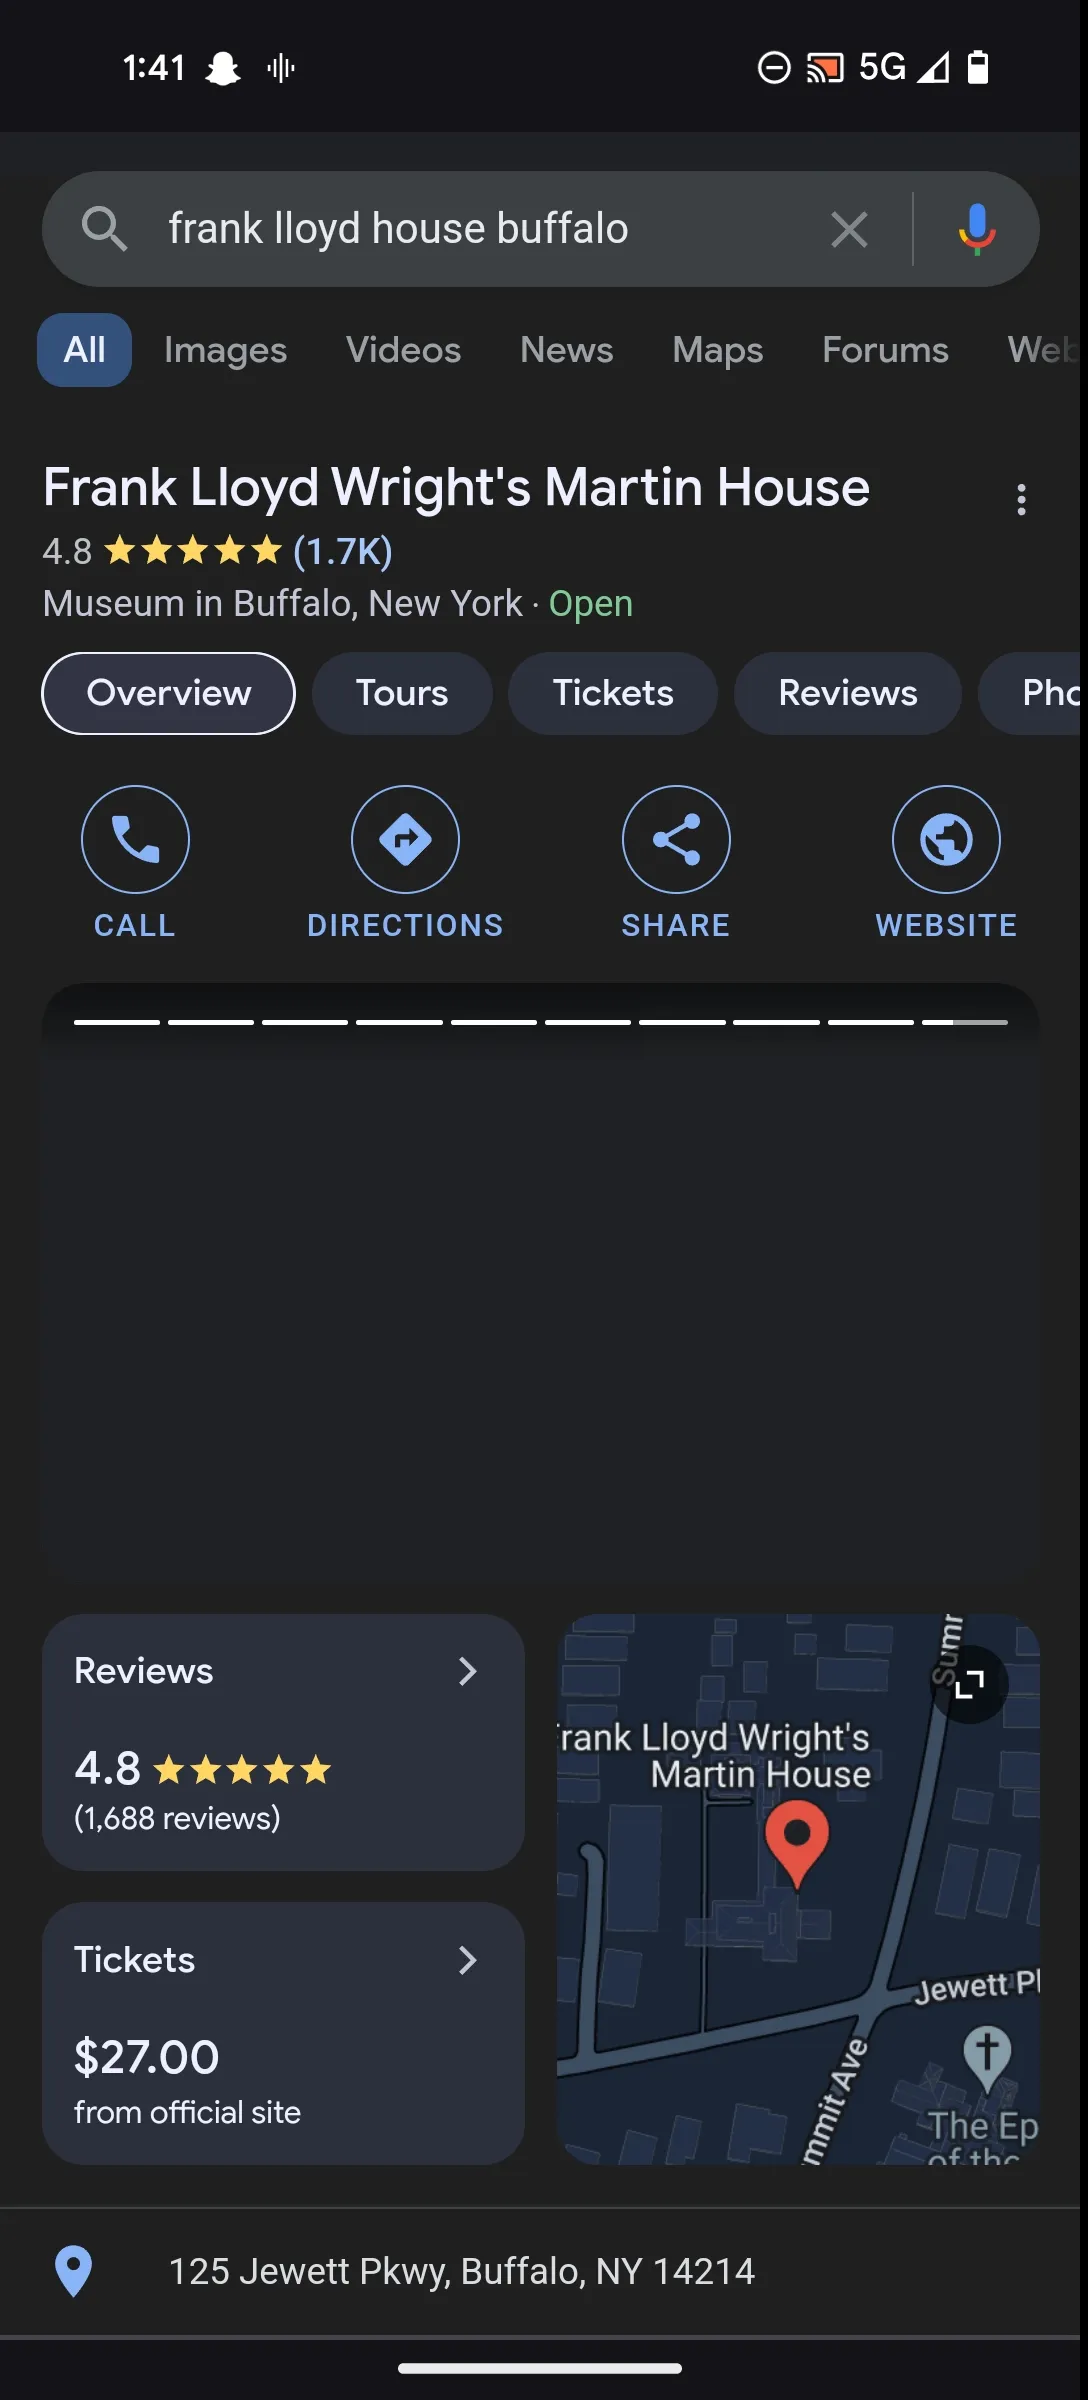 1:41
5G
frank lloyd house buffalo
All Images Videos News Maps Forums Web
Frank Lloyd Wright's Martin House
4.8 (1.7K)
Museum in Buffalo, New York · Open
Overview Tours Tickets Reviews Pho
CALL DIRECTIONS SHARE WEBSITE
Reviews
4.8
(1,688 reviews)
Tickets
$27.00
from official site
Summ
rank Lloyd Wright's
Martin House
Jewett Pl
mmit Ave
The Ep
of the
125 Jewett Pkwy, Buffalo, NY 14214